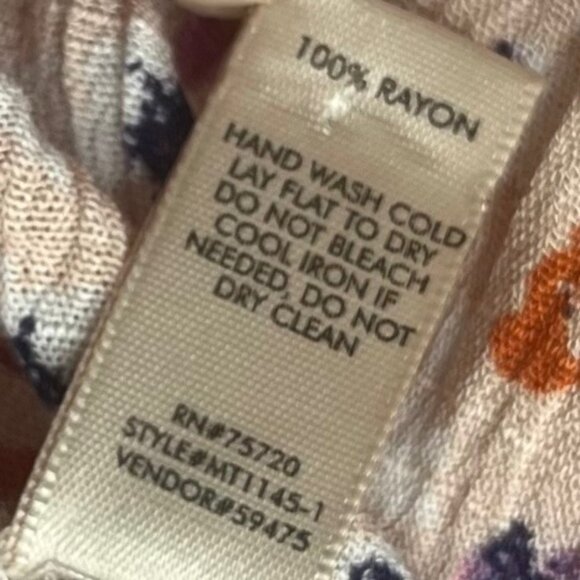 100% RAYON
HAND WASH COLD
LAY FLAT TO DRY
DO NOT BLEACH
COOL IRON IF
NEEDED, DO NOT
DRY CLEAN
RN#75720
STYLE#MT1145-1
VENDOR#59475